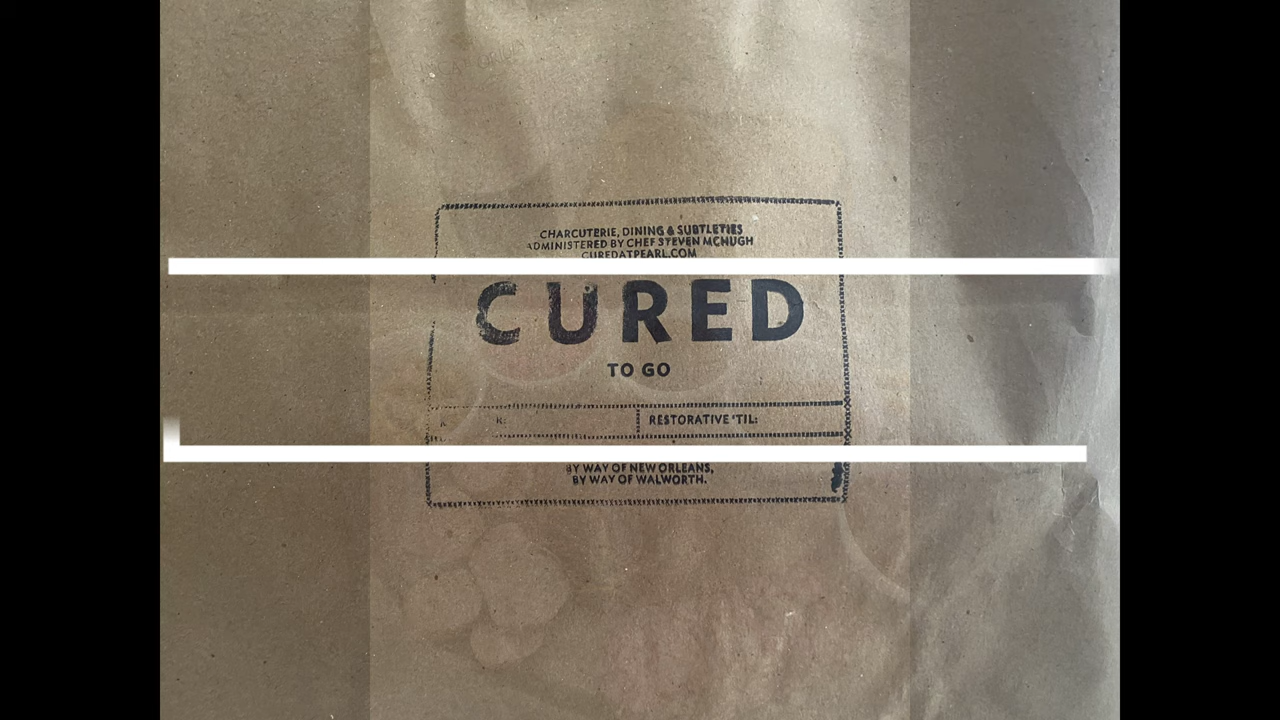 CHARCUTERIE, DINING & SUBTLETIES
ADMINISTERED BY CHEF STEVEN MCHUGH
CUREDATPEARL.COM
CURED
TO GO
RESTORATIVE 'TIL:
BY WAY OF NEW ORLEANS,
BY WAY OF WALWORTH.